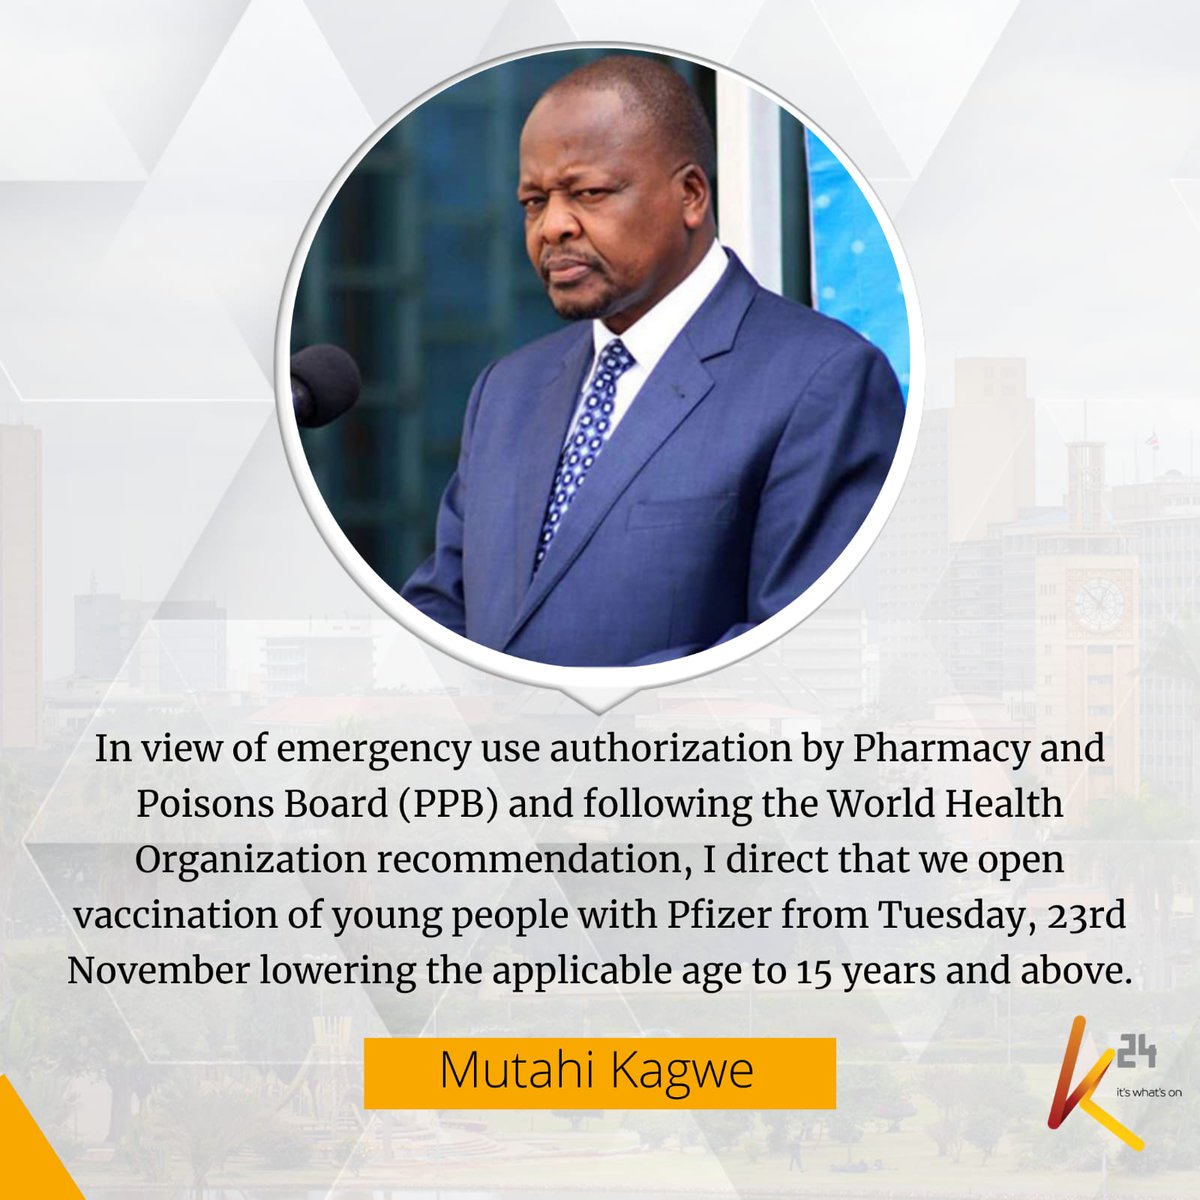 In view of emergency use authorization by Pharmacy and
Poisons Board (PPB) and following the World Health
Organization recommendation, I direct that we open
vaccination of young people with Pfizer from Tuesday, 23rd
November lowering the applicable age to 15 years and above.
Mutahi Kagwe
K24
it's what's on